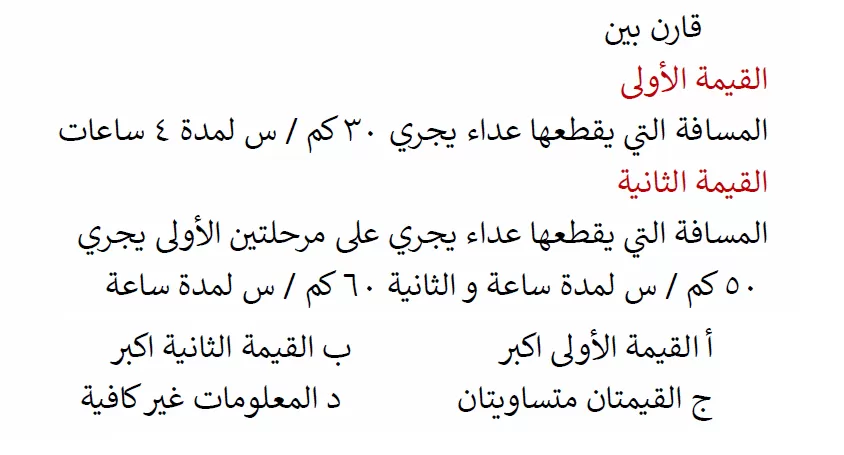 قارن بين
القيمة الأولى
المسافة التي يقطعها عداء يجري ٣٠ كم / س لمدة ٤ ساعات
القيمة الثانية
المسافة التي يقطعها عداء يجري على مرحلتين الأولى يجري
٥٠ كم / س لمدة ساعة و الثانية ٦٠ كم / س لمدة ساعة
أ القيمة الأولى اكبر ب القيمة الثانية اكبر
ج القيمتان متساويتان د المعلومات غير كافية